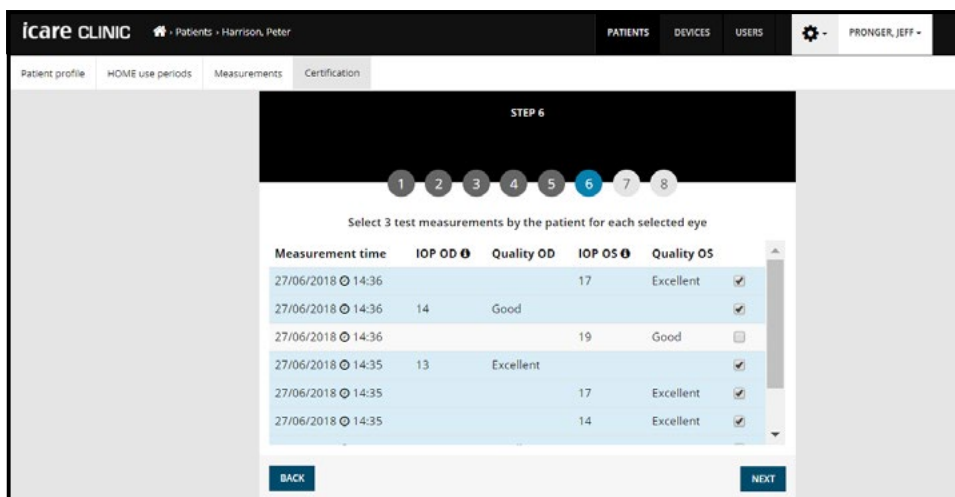 icare CLINIC › Patients › Harrison, Peter PATIENTS DEVICES USERS PRONGER, JEFF
Patient profile HOME use periods Measurements Certification
STEP 6
1 2 3 4 5 6 7 8
Select 3 test measurements by the patient for each selected eye
Measurement time IOP OD Quality OD IOP OS Quality OS
27/06/2018 14:36 17 Excellent
27/06/2018 14:36 14 Good
27/06/2018 14:36 19 Good
27/06/2018 14:35 13 Excellent
27/06/2018 14:35 17 Excellent
27/06/2018 14:35 14 Excellent
BACK NEXT